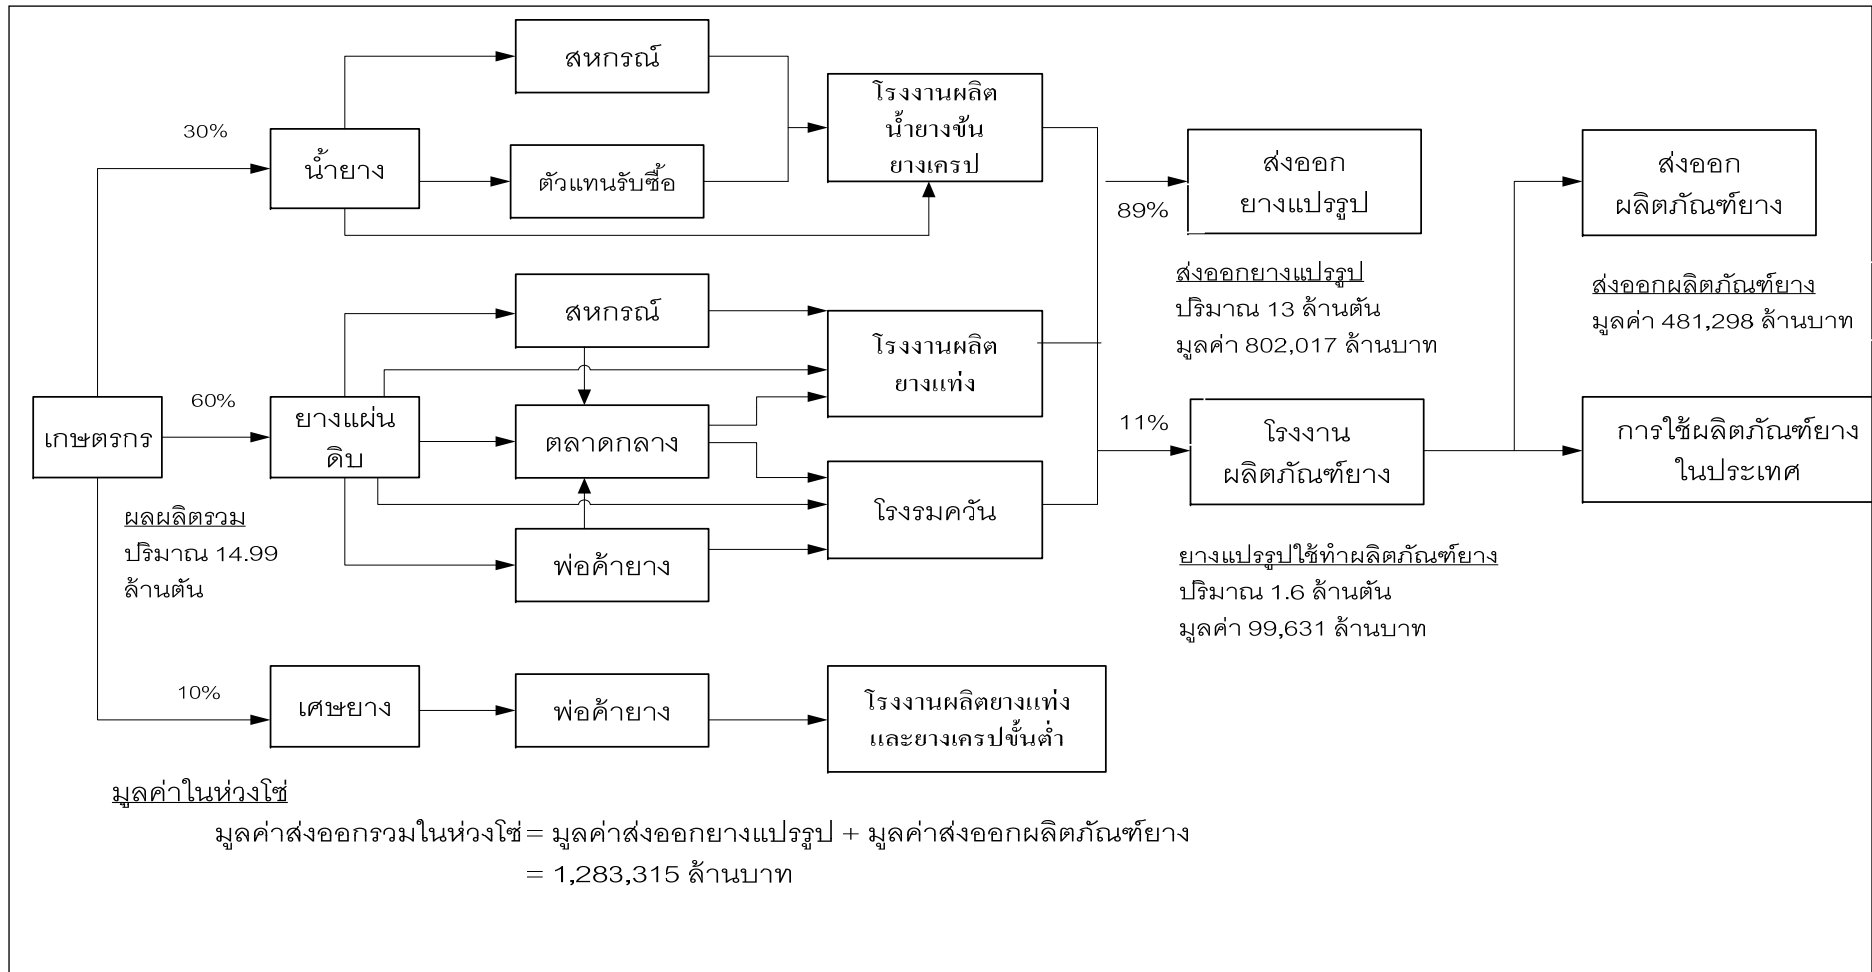 สหกรณ์
โรงงานผลิต
น้ำยางข้น
ยางเครป
30%
น้ำยาง
ตัวแทนรับซื้อ
ส่งออก
ยางแปรรูป
ส่งออก
ผลิตภัณฑ์ยาง
89%
ส่งออกยางแปรรูป
ปริมาณ 13 ล้านตัน
มูลค่า 802,017 ล้านบาท
ส่งออกผลิตภัณฑ์ยาง
มูลค่า 481,298 ล้านบาท
สหกรณ์
โรงงานผลิต
ยางแท่ง
เกษตรกร
60%
ยางแผ่น
ดิบ
ตลาดกลาง
11%
โรงงาน
ผลิตภัณฑ์ยาง
การใช้ผลิตภัณฑ์ยาง
ในประเทศ
ผลผลิตรวม
ปริมาณ 14.99
ล้านตัน
โรงรมควัน
พ่อค้ายาง
ยางแปรรูปใช้ทำผลิตภัณฑ์ยาง
ปริมาณ 1.6 ล้านตัน
มูลค่า 99,631 ล้านบาท
10%
เศษยาง
พ่อค้ายาง
โรงงานผลิตยางแท่ง
และยางเครปขั้นต่ำ
มูลค่าในห่วงโซ่
มูลค่าส่งออกรวมในห่วงโซ่ = มูลค่าส่งออกยางแปรรูป + มูลค่าส่งออกผลิตภัณฑ์ยาง
= 1,283,315 ล้านบาท